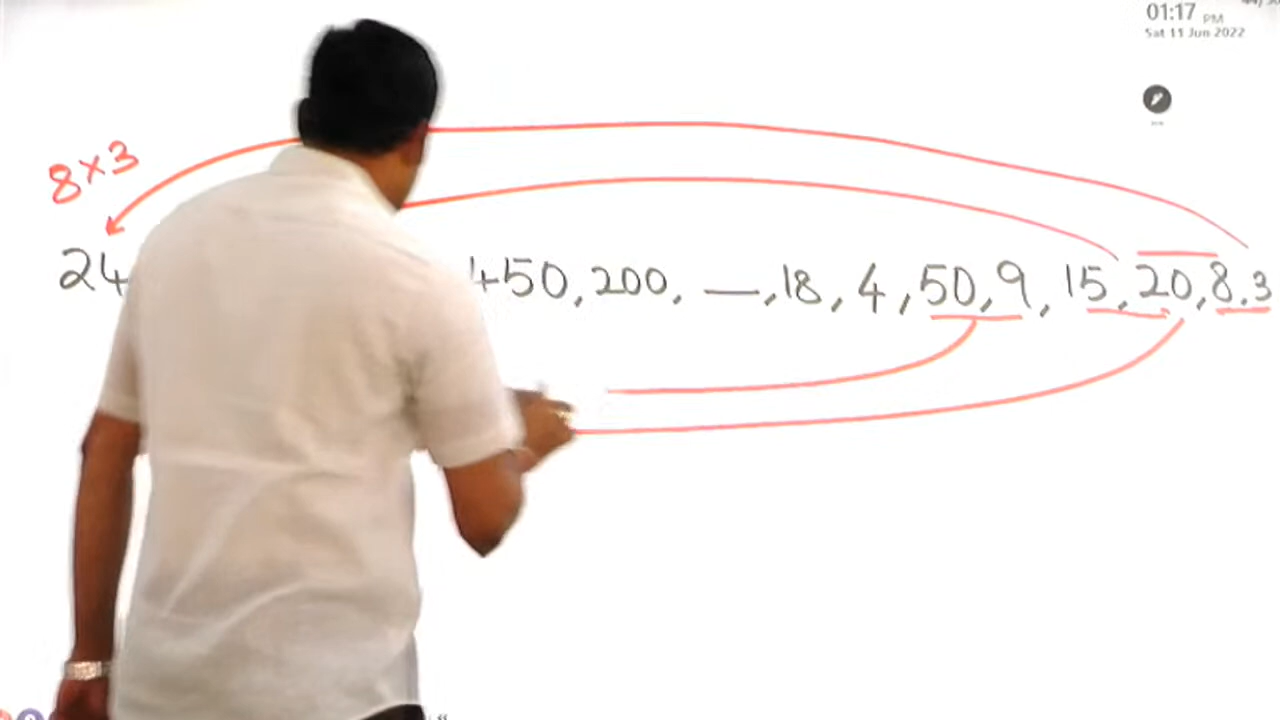 01:17 PM
Sat 11 Jun 2022
8×3
24 450, 200, __, 18, 4, 50, 9, 15, 20, 8, 3